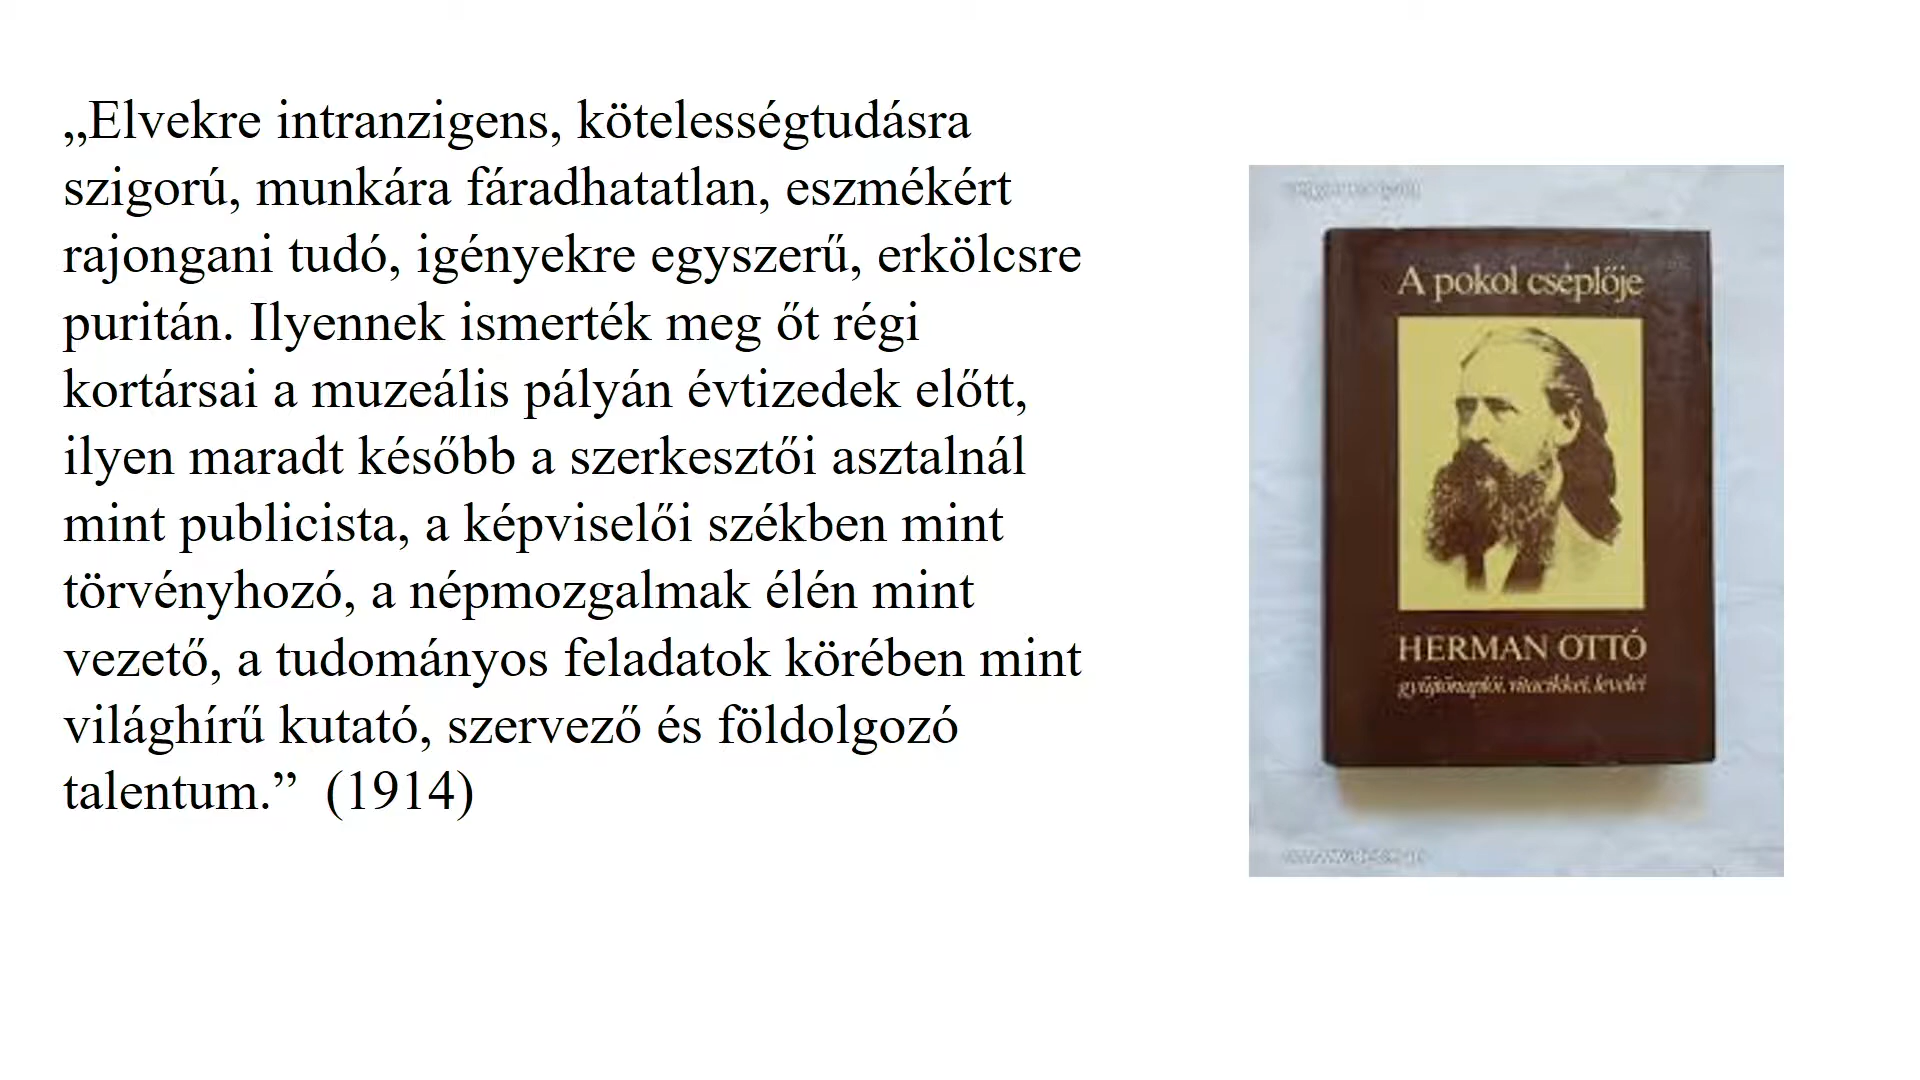 „Elvekre intranzigens, kötelességtudásra
szigorú, munkára fáradhatatlan, eszmékért
rajongani tudó, igényekre egyszerű, erkölcsre
puritán. Ilyennek ismerték meg őt régi
kortársai a muzeális pályán évtizedek előtt,
ilyen maradt később a szerkesztői asztalnál
mint publicista, a képviselői székben mint
törvényhozó, a népmozgalmak élén mint
vezető, a tudományos feladatok körében mint
világhírű kutató, szervező és földolgozó
talentum.” (1914)
A pokol cséplője
HERMAN OTTÓ
gyűjtőnaplói, vitacikkei, levelei